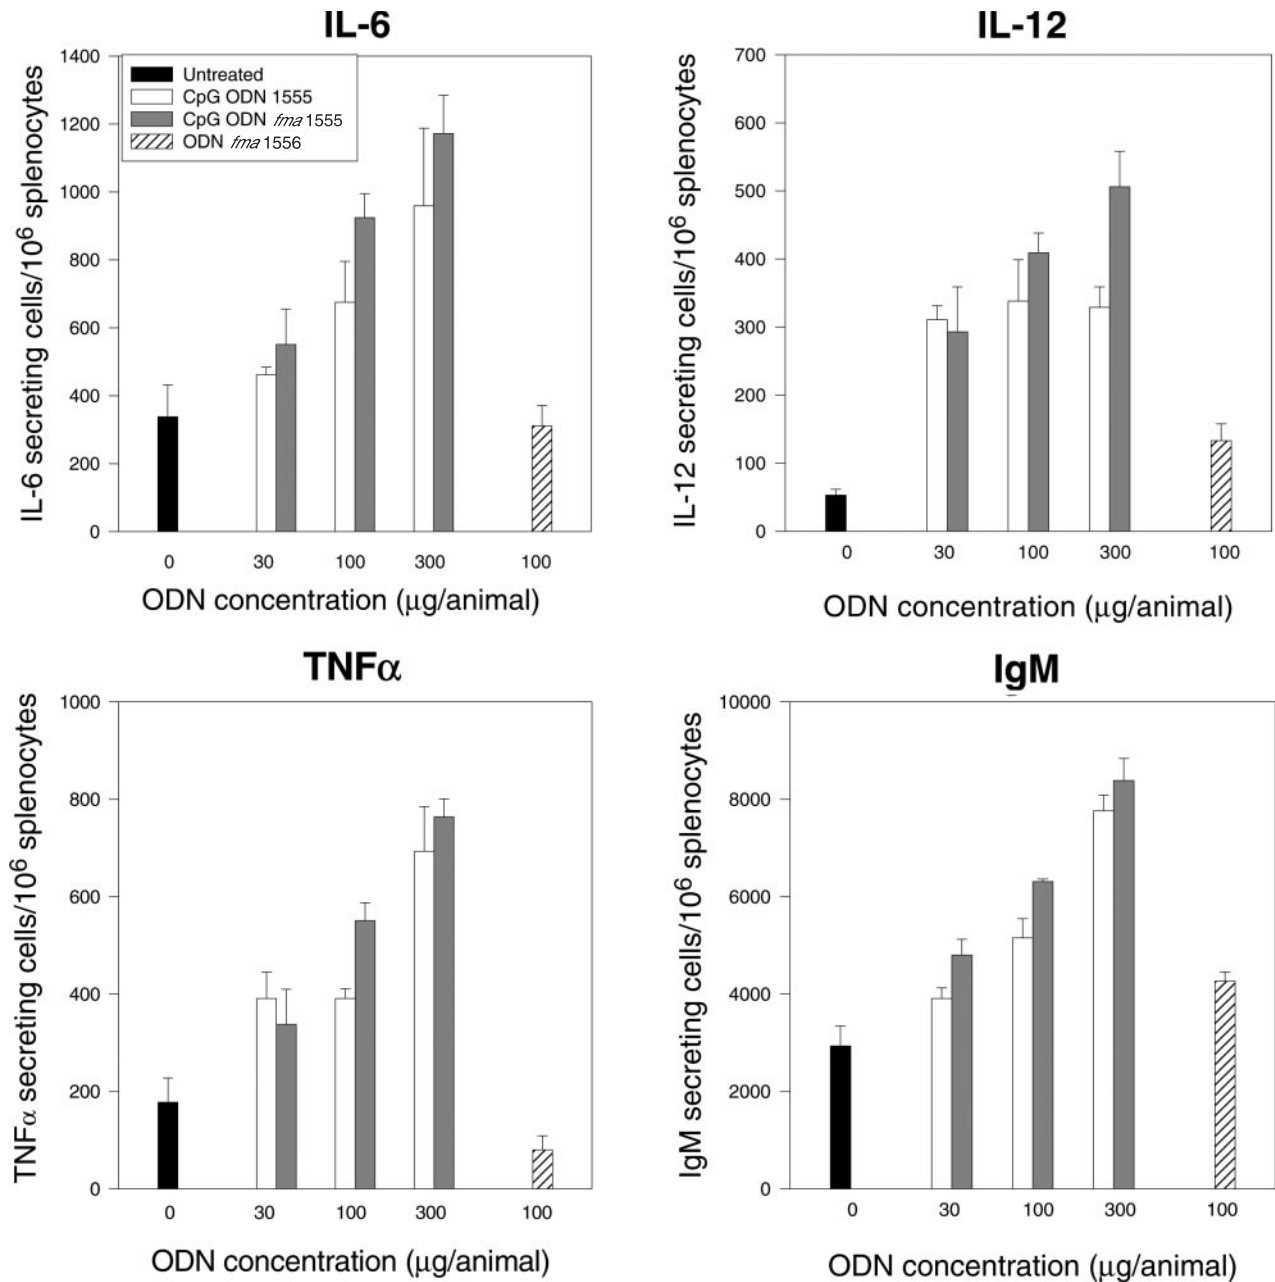 IL-6
IL-6 secreting cells/10⁶ splenocytes
1400
1200
1000
800
600
400
200
0
Untreated
CpG ODN 1555
CpG ODN fma 1555
ODN fma 1556
0 30 100 300 100
ODN concentration (μg/animal)
IL-12
IL-12 secreting cells/10⁶ splenocytes
700
600
500
400
300
200
100
0
0 30 100 300 100
ODN concentration (μg/animal)
TNFα
TNFα secreting cells/10⁶ splenocytes
1000
800
600
400
200
0
0 30 100 300 100
ODN concentration (μg/animal)
IgM
IgM secreting cells/10⁶ splenocytes
10000
8000
6000
4000
2000
0
0 30 100 300 100
ODN concentration (μg/animal)